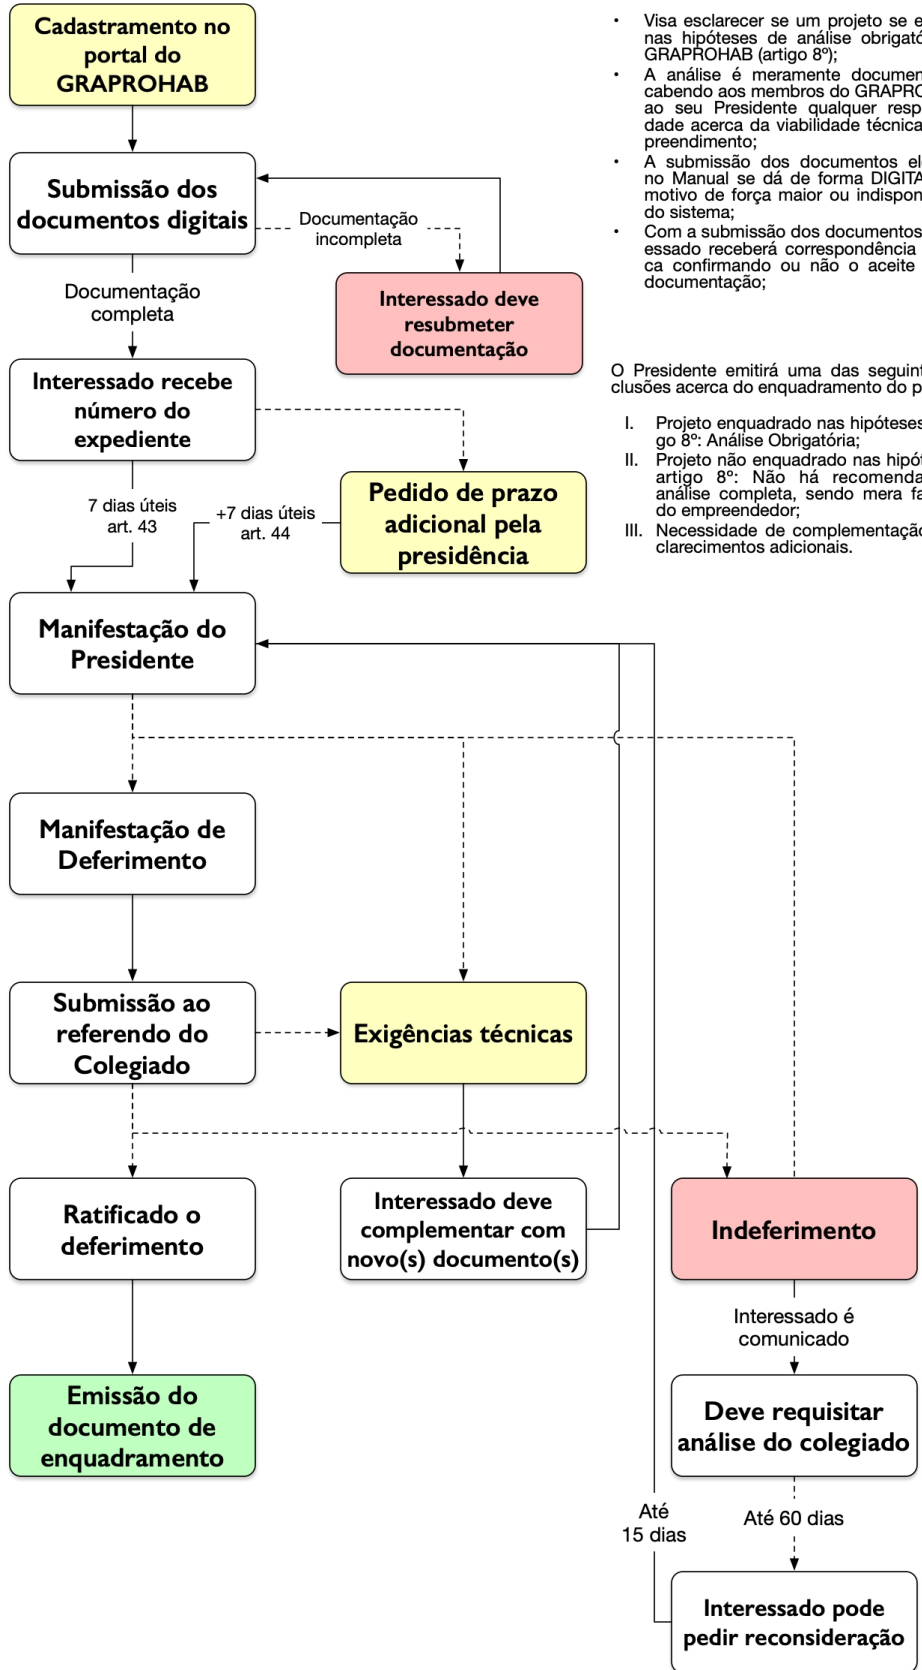 Cadastramento no
portal do
GRAPROHAB
Submissão dos
documentos digitais
Documentação
incompleta
Interessado deve
resubmeter
documentação
Documentação
completa
Interessado recebe
número do
expediente
7 dias úteis
art. 43
+7 dias úteis
art. 44
Pedido de prazo
adicional pela
presidência
Manifestação do
Presidente
Manifestação de
Deferimento
Submissão ao
referendo do
Colegiado
Exigências técnicas
Ratificado o
deferimento
Interessado deve
complementar com
novo(s) documento(s)
Indeferimento
Interessado é
comunicado
Emissão do
documento de
enquadramento
Deve requisitar
análise do colegiado
Até
15 dias
Até 60 dias
Interessado pode
pedir reconsideração
• Visa esclarecer se um projeto se e
nas hipóteses de análise obrigató
GRAPROHAB (artigo 8º);
• A análise é meramente documen
cabendo aos membros do GRAPRO
ao seu Presidente qualquer resp
dade acerca da viabilidade técnica
preendimento;
• A submissão dos documentos el
no Manual se dá de forma DIGITA
motivo de força maior ou indispon
do sistema;
• Com a submissão dos documentos
essado receberá correspondência
ca confirmando ou não o aceite
documentação;
O Presidente emitirá uma das seguint
clusões acerca do enquadramento do p
I. Projeto enquadrado nas hipóteses
go 8º: Análise Obrigatória;
II. Projeto não enquadrado nas hipót
artigo 8º: Não há recomenda
análise completa, sendo mera fa
do empreendedor;
III. Necessidade de complementação
clarecimentos adicionais.